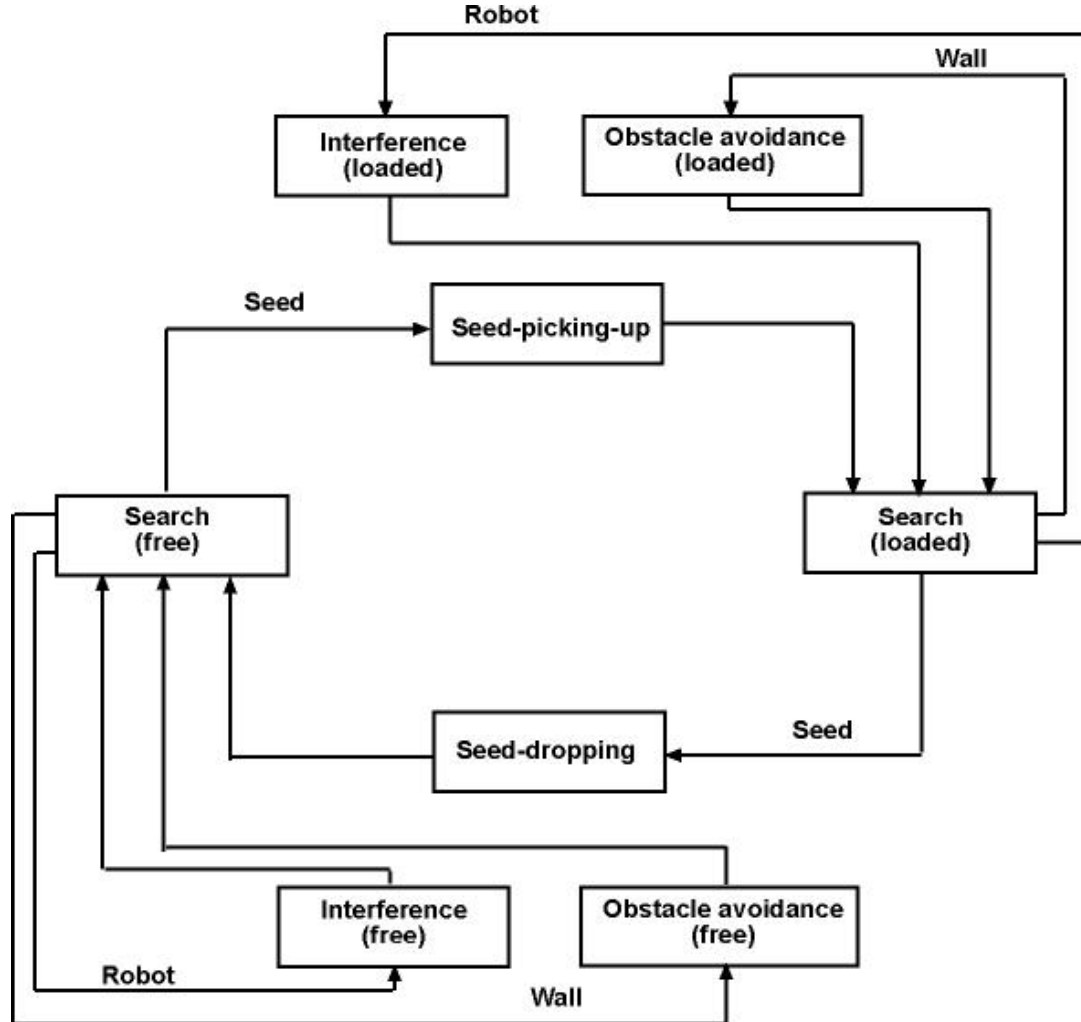 Robot
Wall
Interference
(loaded)
Obstacle avoidance
(loaded)
Seed
Seed-picking-up
Search
(free)
Search
(loaded)
Seed-dropping
Seed
Interference
(free)
Obstacle avoidance
(free)
Robot
Wall